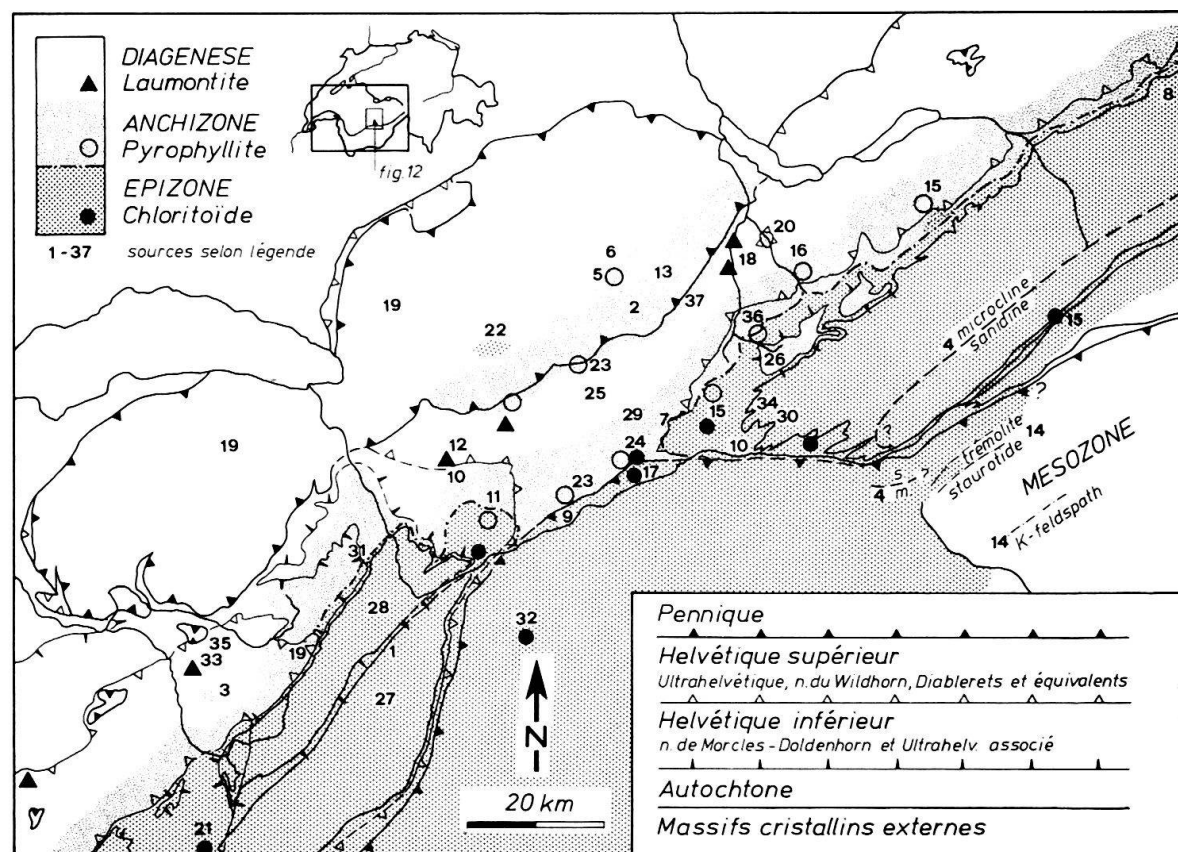 DIAGENESE
Laumontite
ANCHIZONE
Pyrophyllite
EPIZONE
Chloritoïde
1-37 sources selon légende
fig.12
8
15
20
6
16
5
13
18
19
37
2
microcline
4
sanidine
15
22
36
26
23
25
15
34
30
29
7
?
24
10
?
trémolite
14
staurotide
MESOZONE
12
10
17
4
s
m
?
19
23
9
11
14
K-feldspath
31
28
32
1
35
19
33
3
27
N
20 km
21
Pennique
Helvétique supérieur
Ultrahelvétique, n.du Wildhorn, Diablerets et équivalents
Helvétique inférieur
n. de Morcles-Doldenhorn et Ultrahelv. associé
Autochtone
Massifs cristallins externes